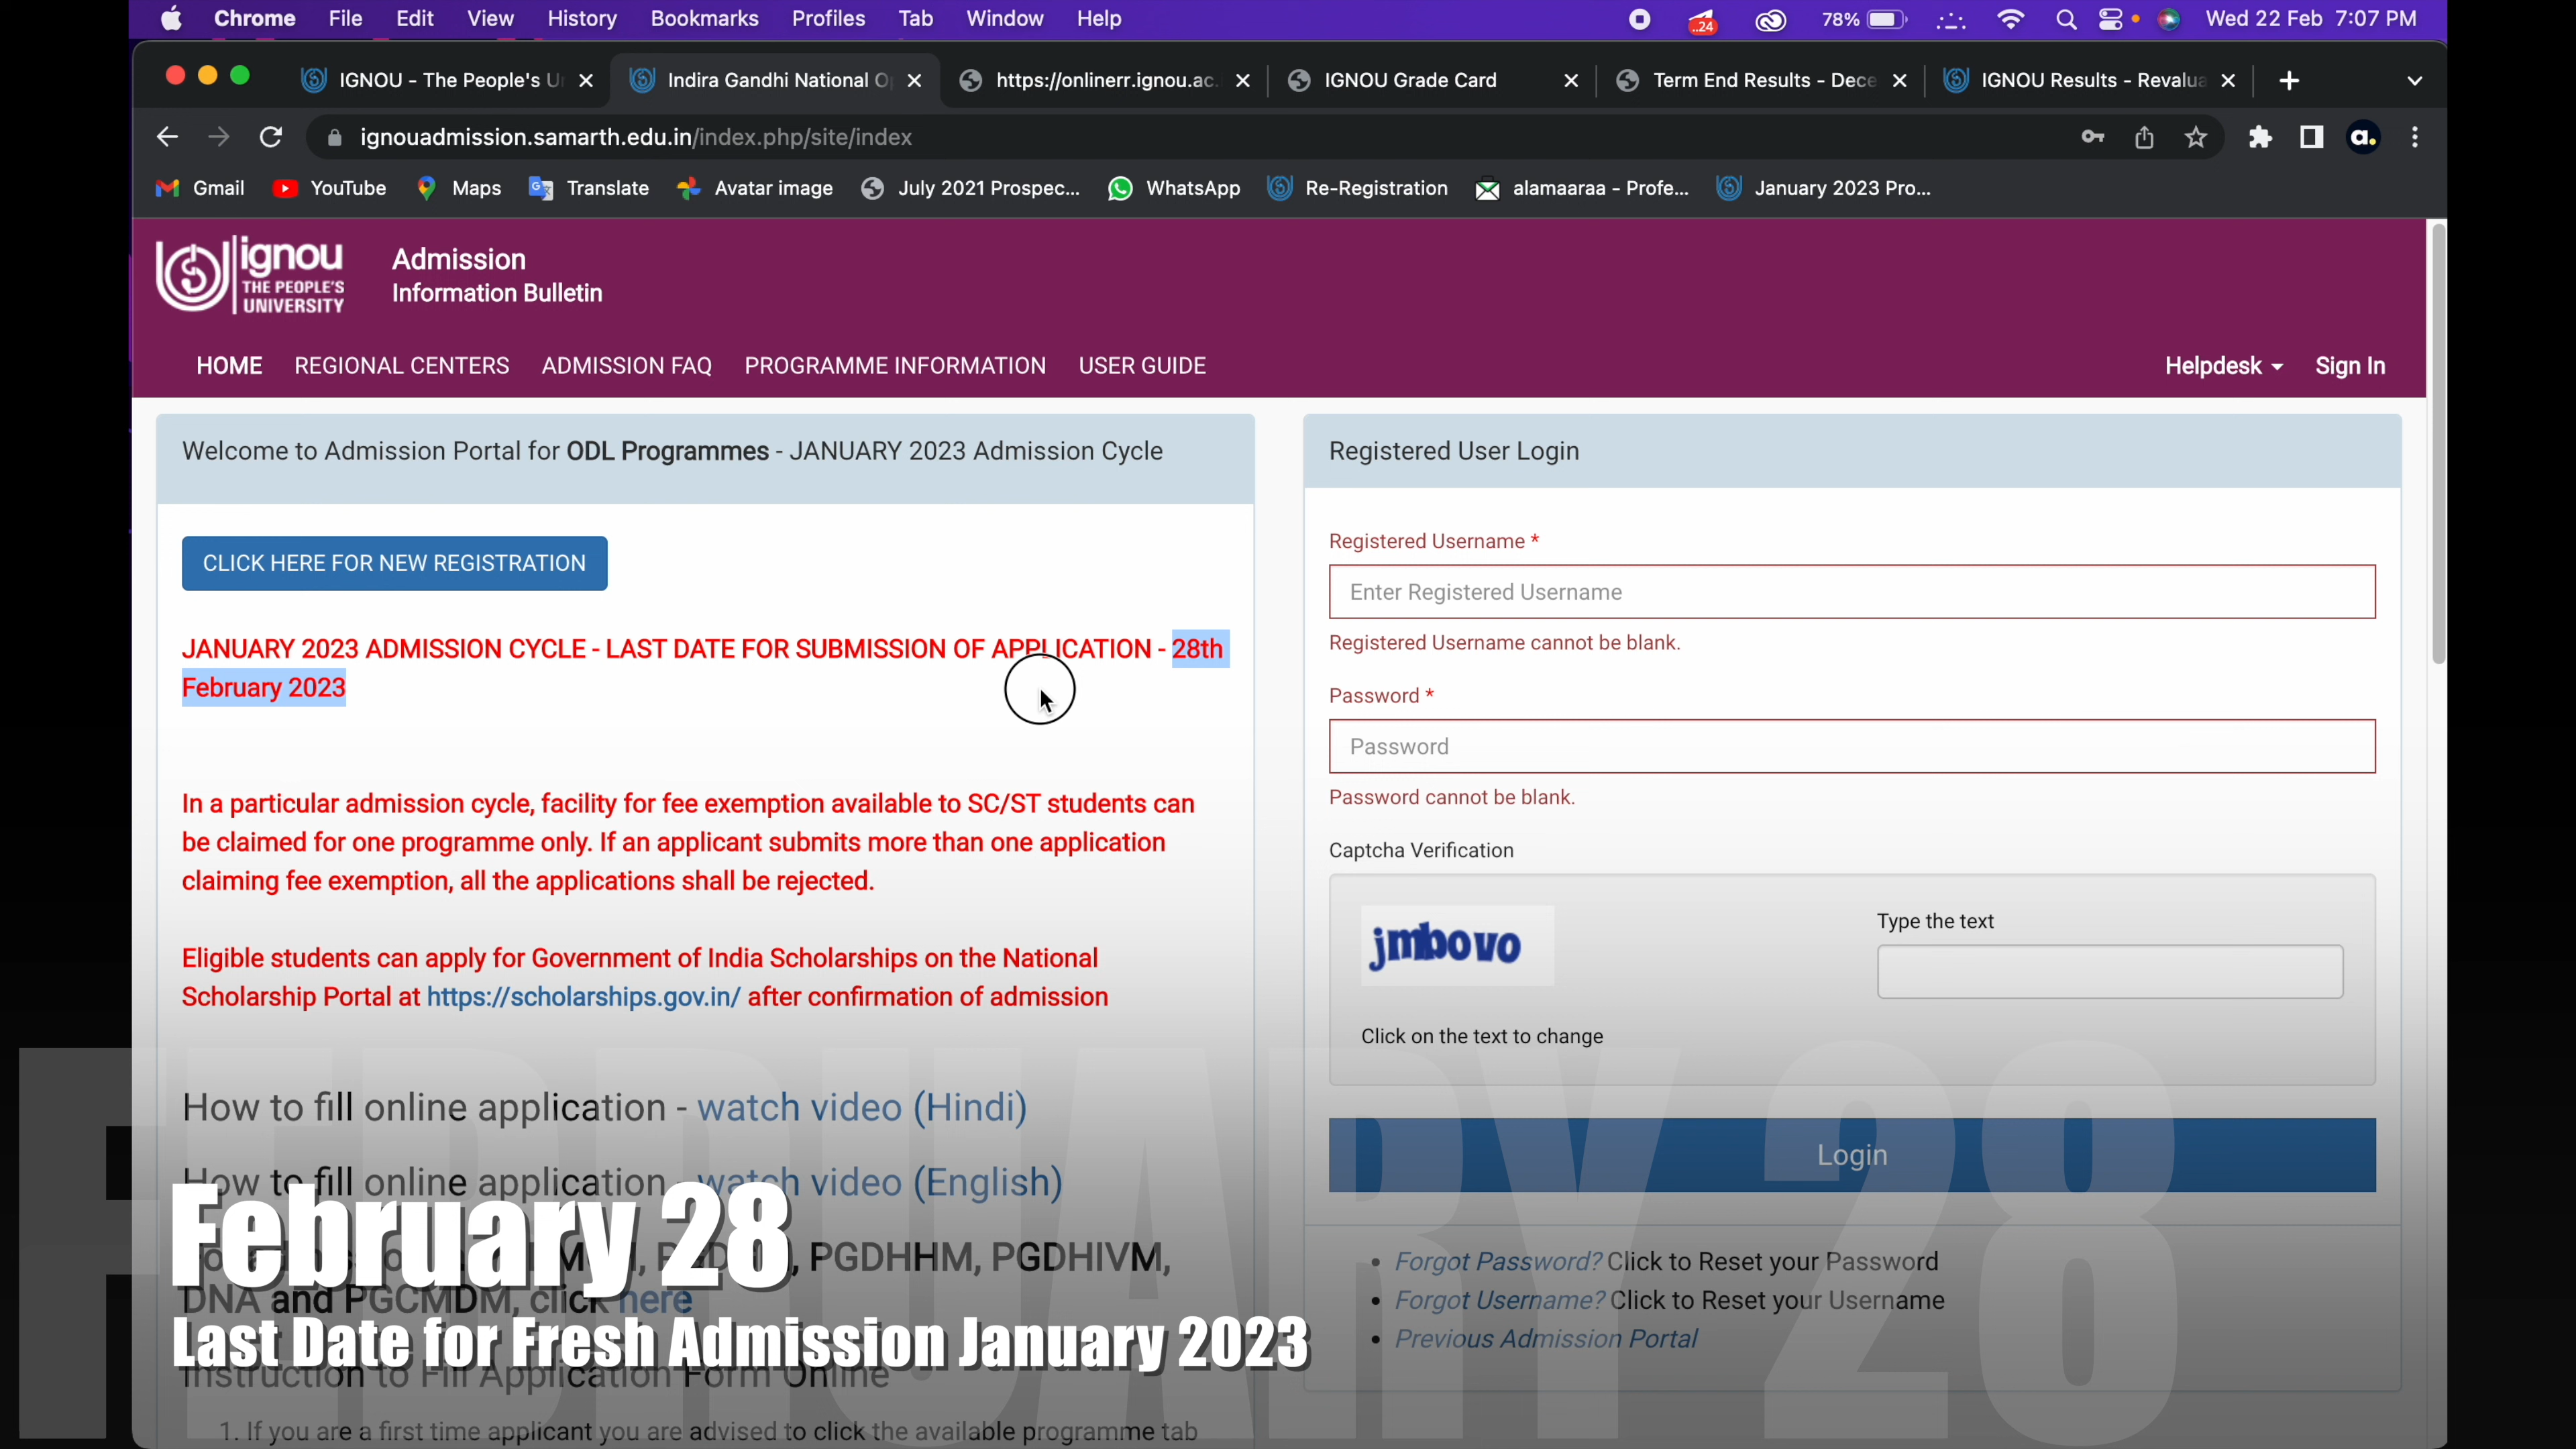 Chrome File Edit View History Bookmarks Profiles Tab Window Help
..24 78% Wed 22 Feb 7:07 PM
IGNOU - The People's Un
Indira Gandhi National Op
https://onlinerr.ignou.ac.
IGNOU Grade Card
Term End Results - Dece
IGNOU Results - Revalua
ignouadmission.samarth.edu.in/index.php/site/index
a.
Gmail YouTube Maps Translate Avatar image July 2021 Prospec... WhatsApp Re-Registration alamaaraa - Profe... January 2023 Pro...
ignou
THE PEOPLE'S
UNIVERSITY
Admission
Information Bulletin
HOME REGIONAL CENTERS ADMISSION FAQ PROGRAMME INFORMATION USER GUIDE
Helpdesk Sign In
Welcome to Admission Portal for ODL Programmes - JANUARY 2023 Admission Cycle
CLICK HERE FOR NEW REGISTRATION
JANUARY 2023 ADMISSION CYCLE - LAST DATE FOR SUBMISSION OF APPLICATION - 28th
February 2023
In a particular admission cycle, facility for fee exemption available to SC/ST students can
be claimed for one programme only. If an applicant submits more than one application
claiming fee exemption, all the applications shall be rejected.
Eligible students can apply for Government of India Scholarships on the National
Scholarship Portal at https://scholarships.gov.in/ after confirmation of admission
How to fill online application - watch video (Hindi)
How to fill online application - watch video (English)
PGDHHM, PGDHIVM,
DNA and PGCMDM, click here
Instruction to Fill Application Form Online
1. If you are a first time applicant you are advised to click the available programme tab
Registered User Login
Registered Username *
Enter Registered Username
Registered Username cannot be blank.
Password *
Password
Password cannot be blank.
Captcha Verification
jmbovo
Type the text
Click on the text to change
Login
Forgot Password? Click to Reset your Password
Forgot Username? Click to Reset your Username
Previous Admission Portal
FEBRUARY 28
February 28
Last Date for Fresh Admission January 2023